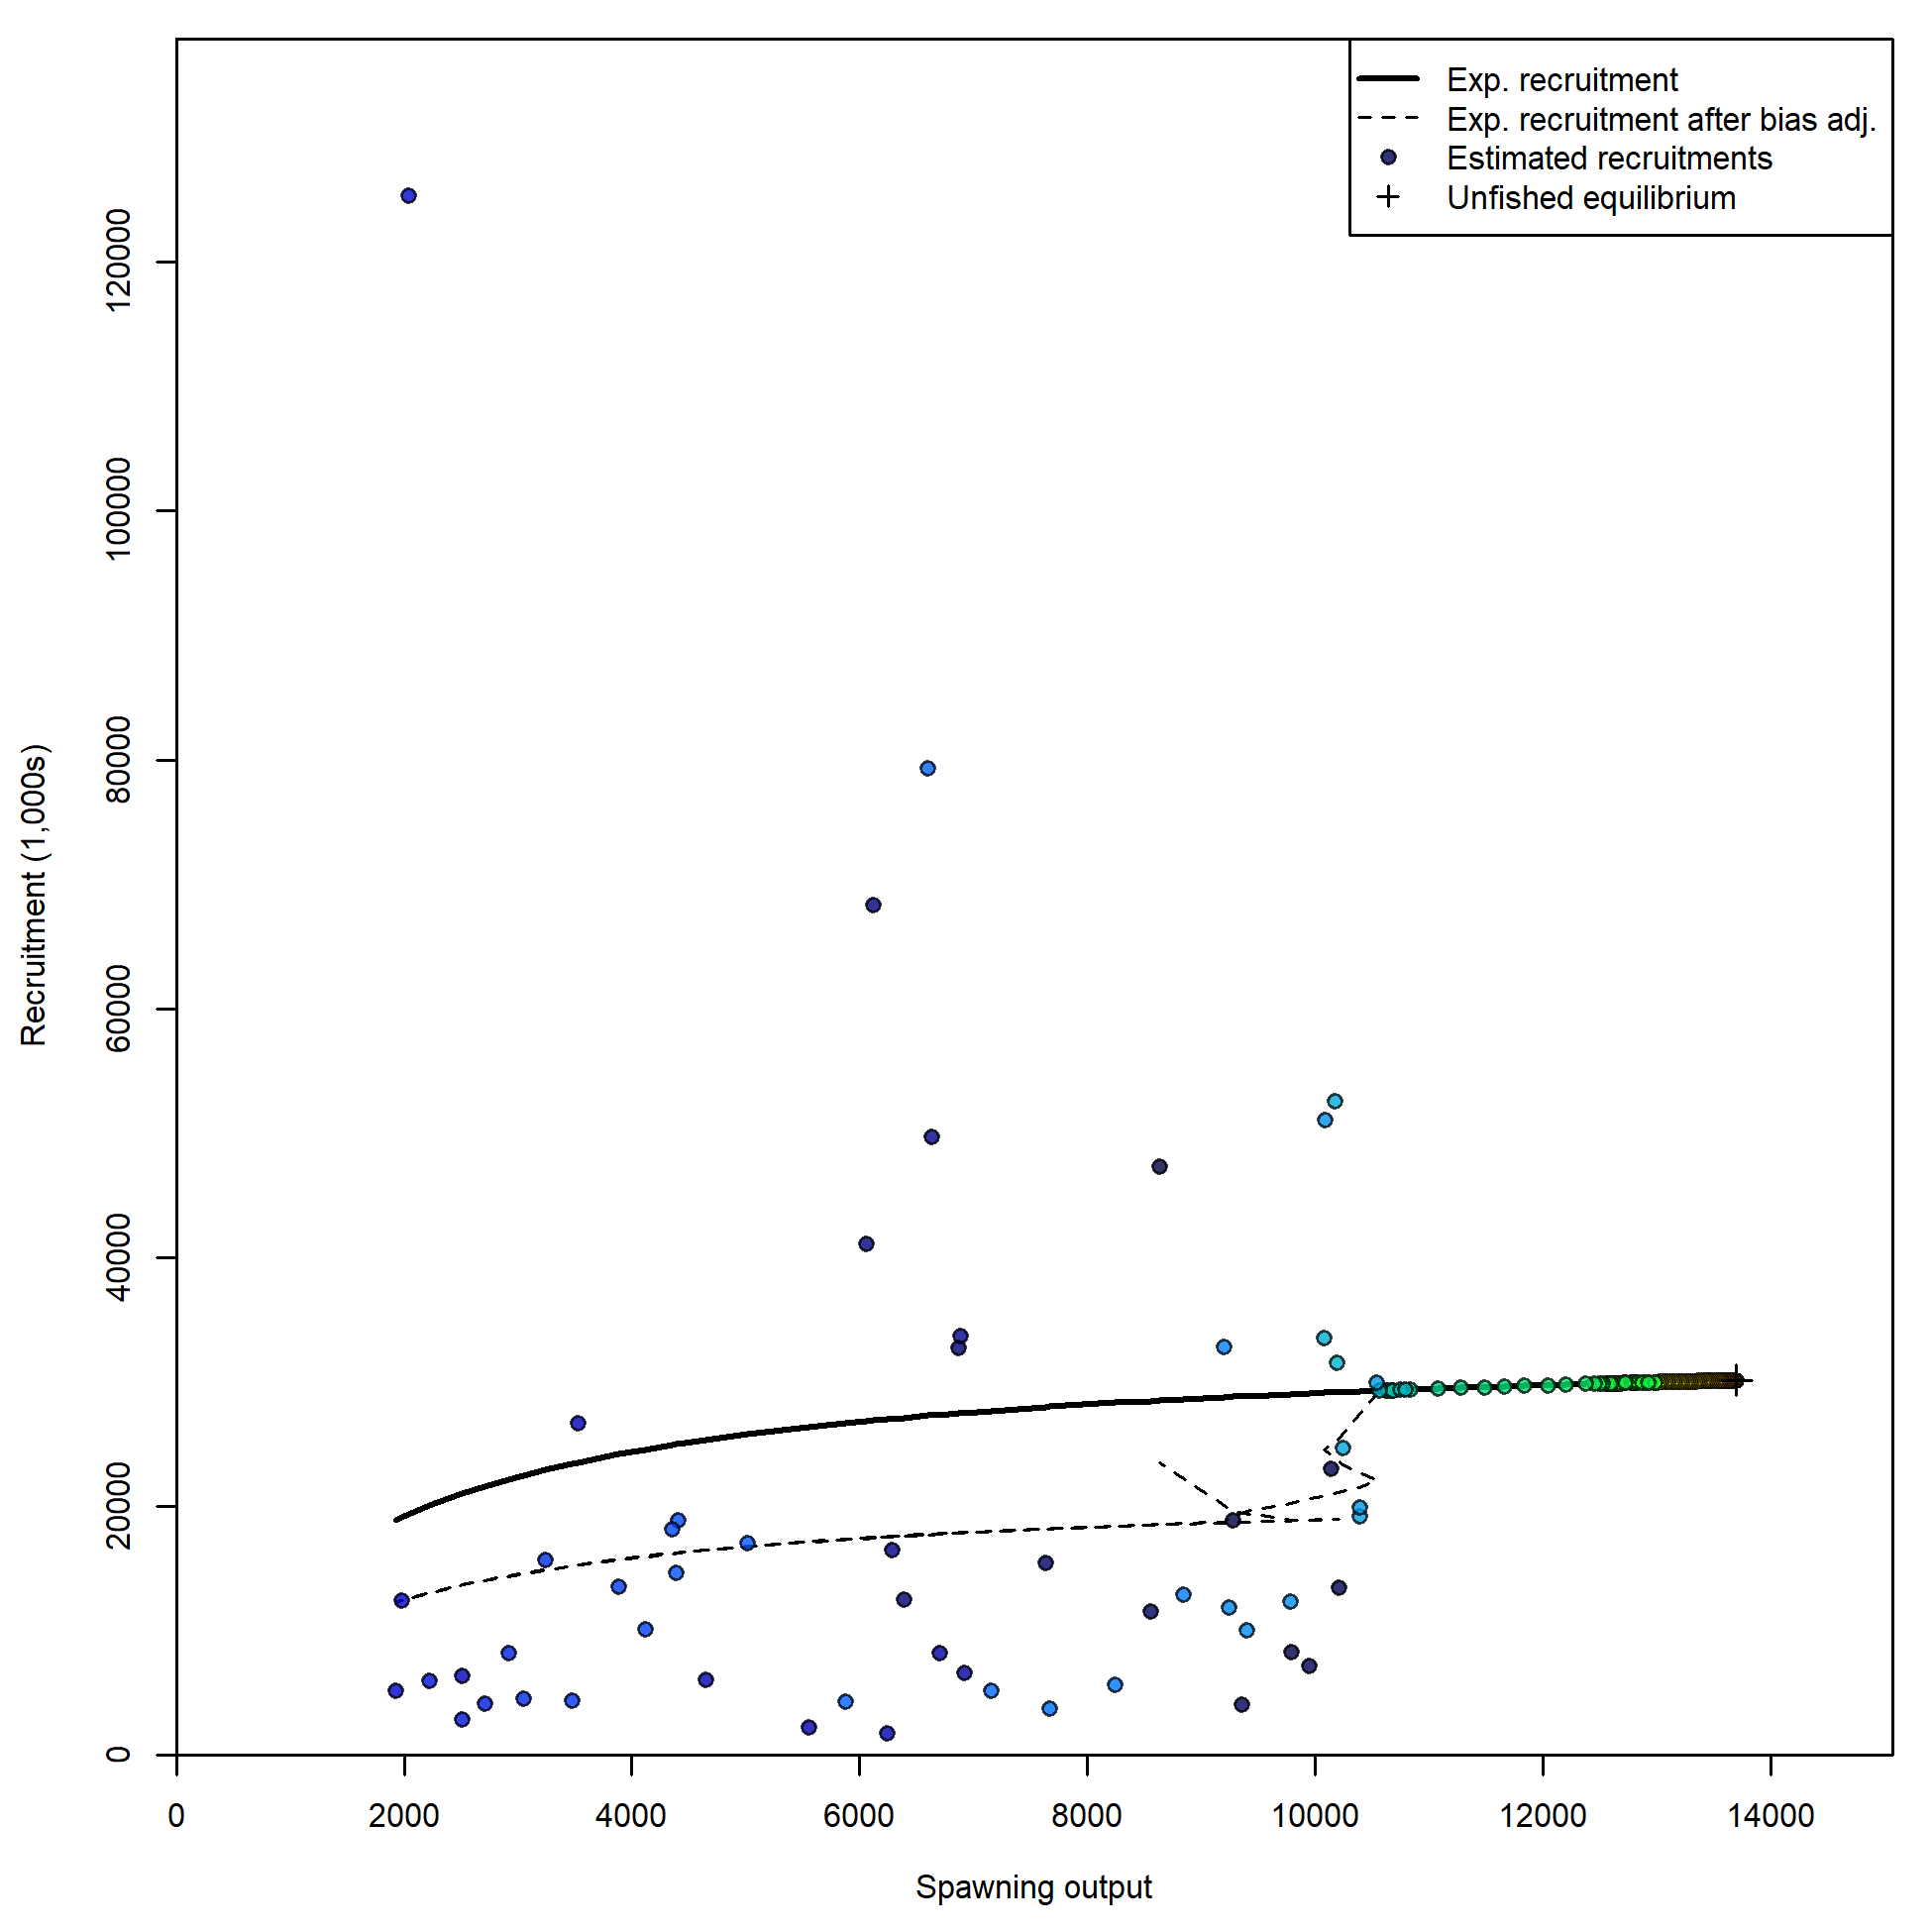 Exp. recruitment
Exp. recruitment after bias adj.
Estimated recruitments
Unfished equilibrium
Recruitment (1,000s)
120000
100000
80000
60000
40000
20000
0
0 2000 4000 6000 8000 10000 12000 14000
Spawning output